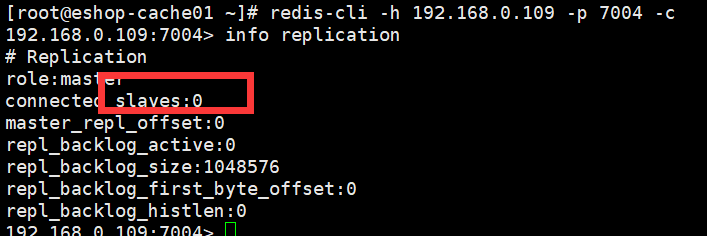 [root@eshop-cache01 ~]# redis-cli -h 192.168.0.109 -p 7004 -c
192.168.0.109:7004> info replication
# Replication
role:master
connected_slaves:0
master_repl_offset:0
repl_backlog_active:0
repl_backlog_size:1048576
repl_backlog_first_byte_offset:0
repl_backlog_histlen:0
192.168.0.109:7004>